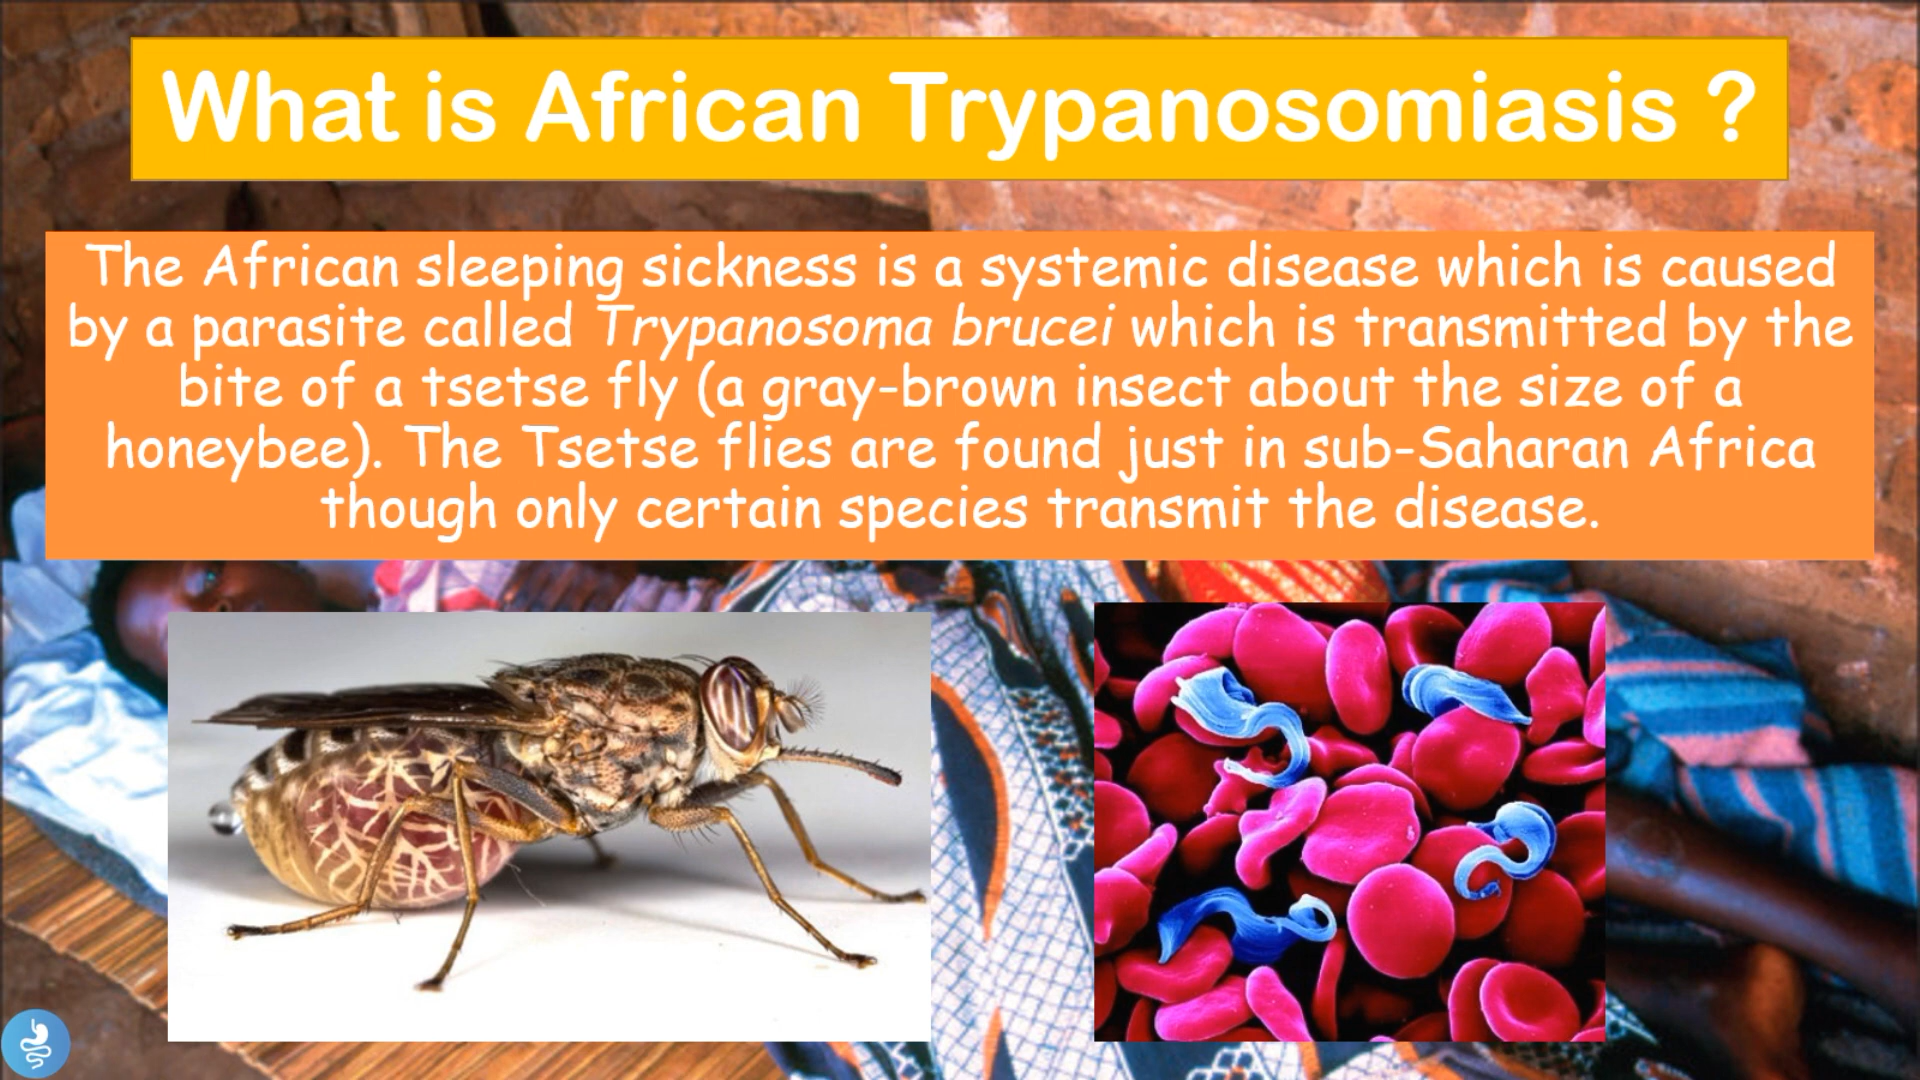 What is African Trypanosomiasis ?
The African sleeping sickness is a systemic disease which is caused
by a parasite called Trypanosoma brucei which is transmitted by the
bite of a tsetse fly (a gray-brown insect about the size of a
honeybee). The Tsetse flies are found just in sub-Saharan Africa
though only certain species transmit the disease.